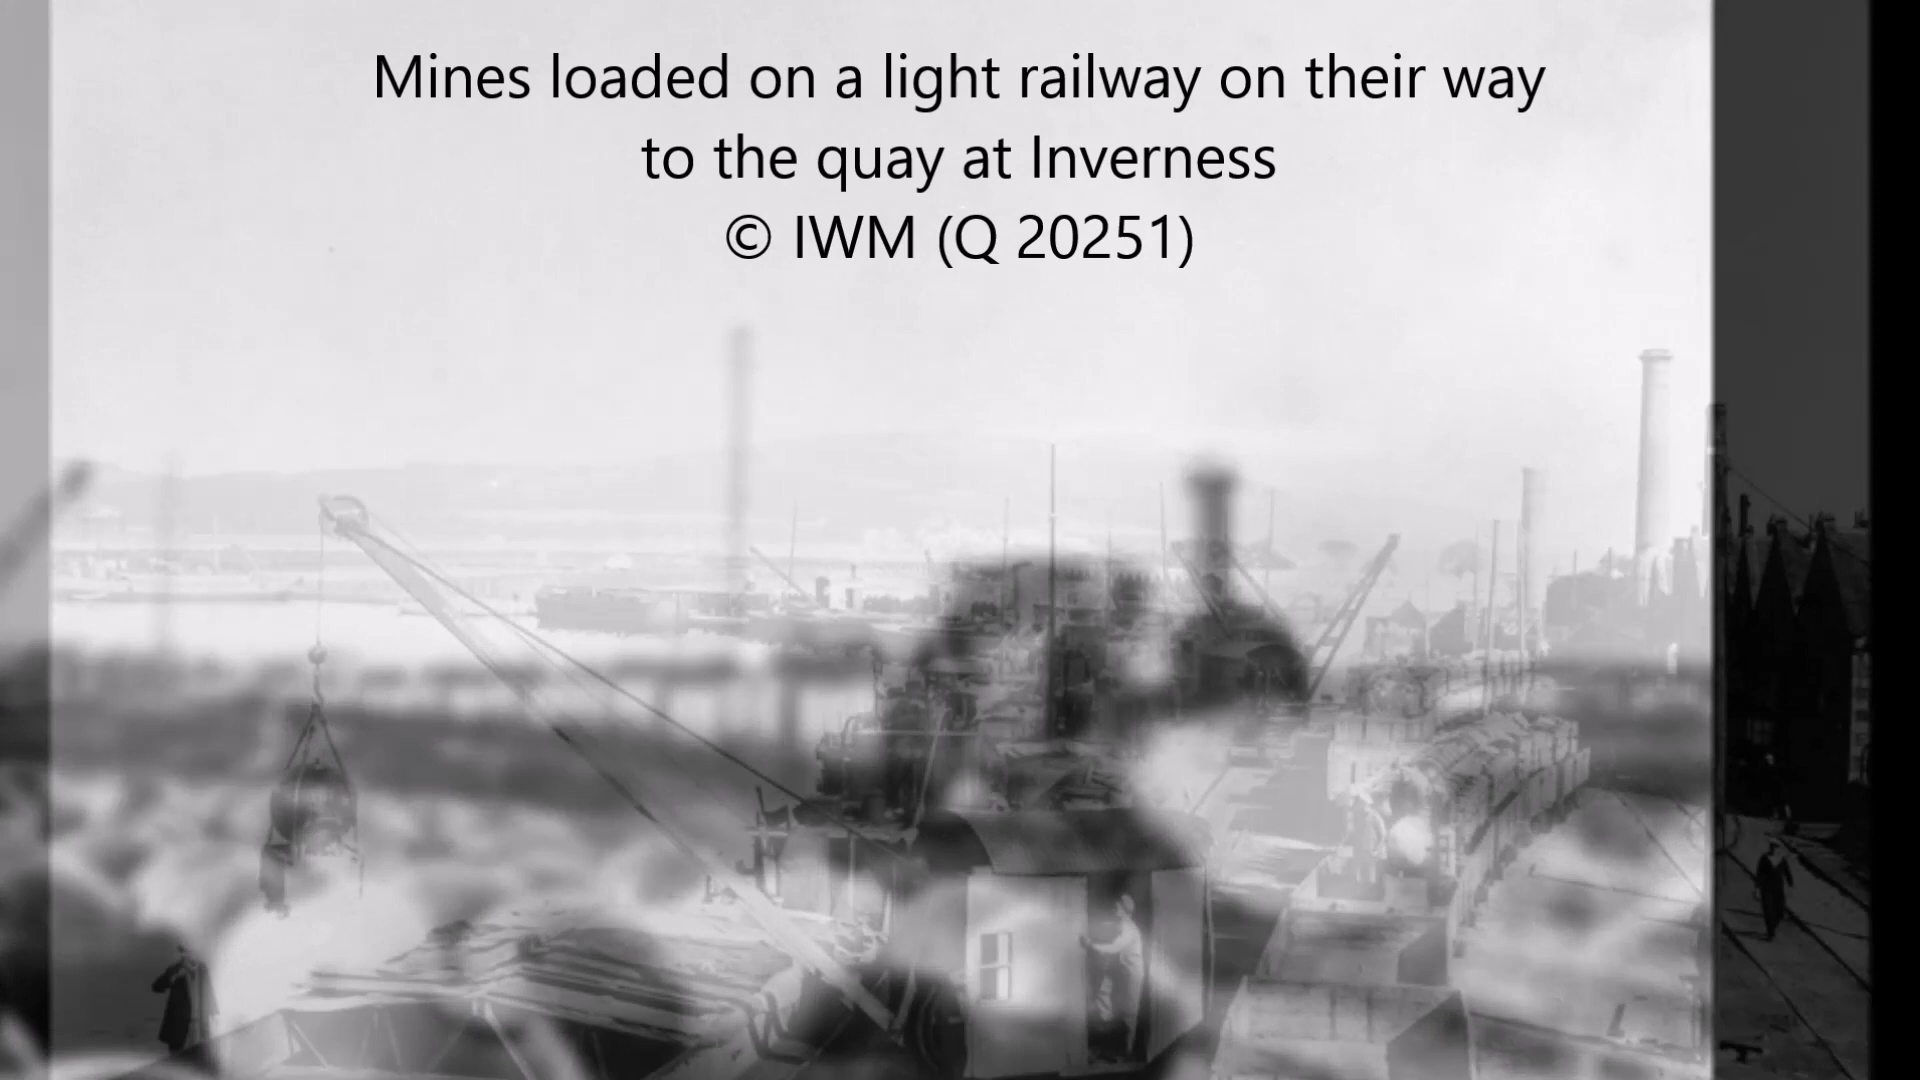 Mines loaded on a light railway on their way
to the quay at Inverness
© IWM (Q 20251)